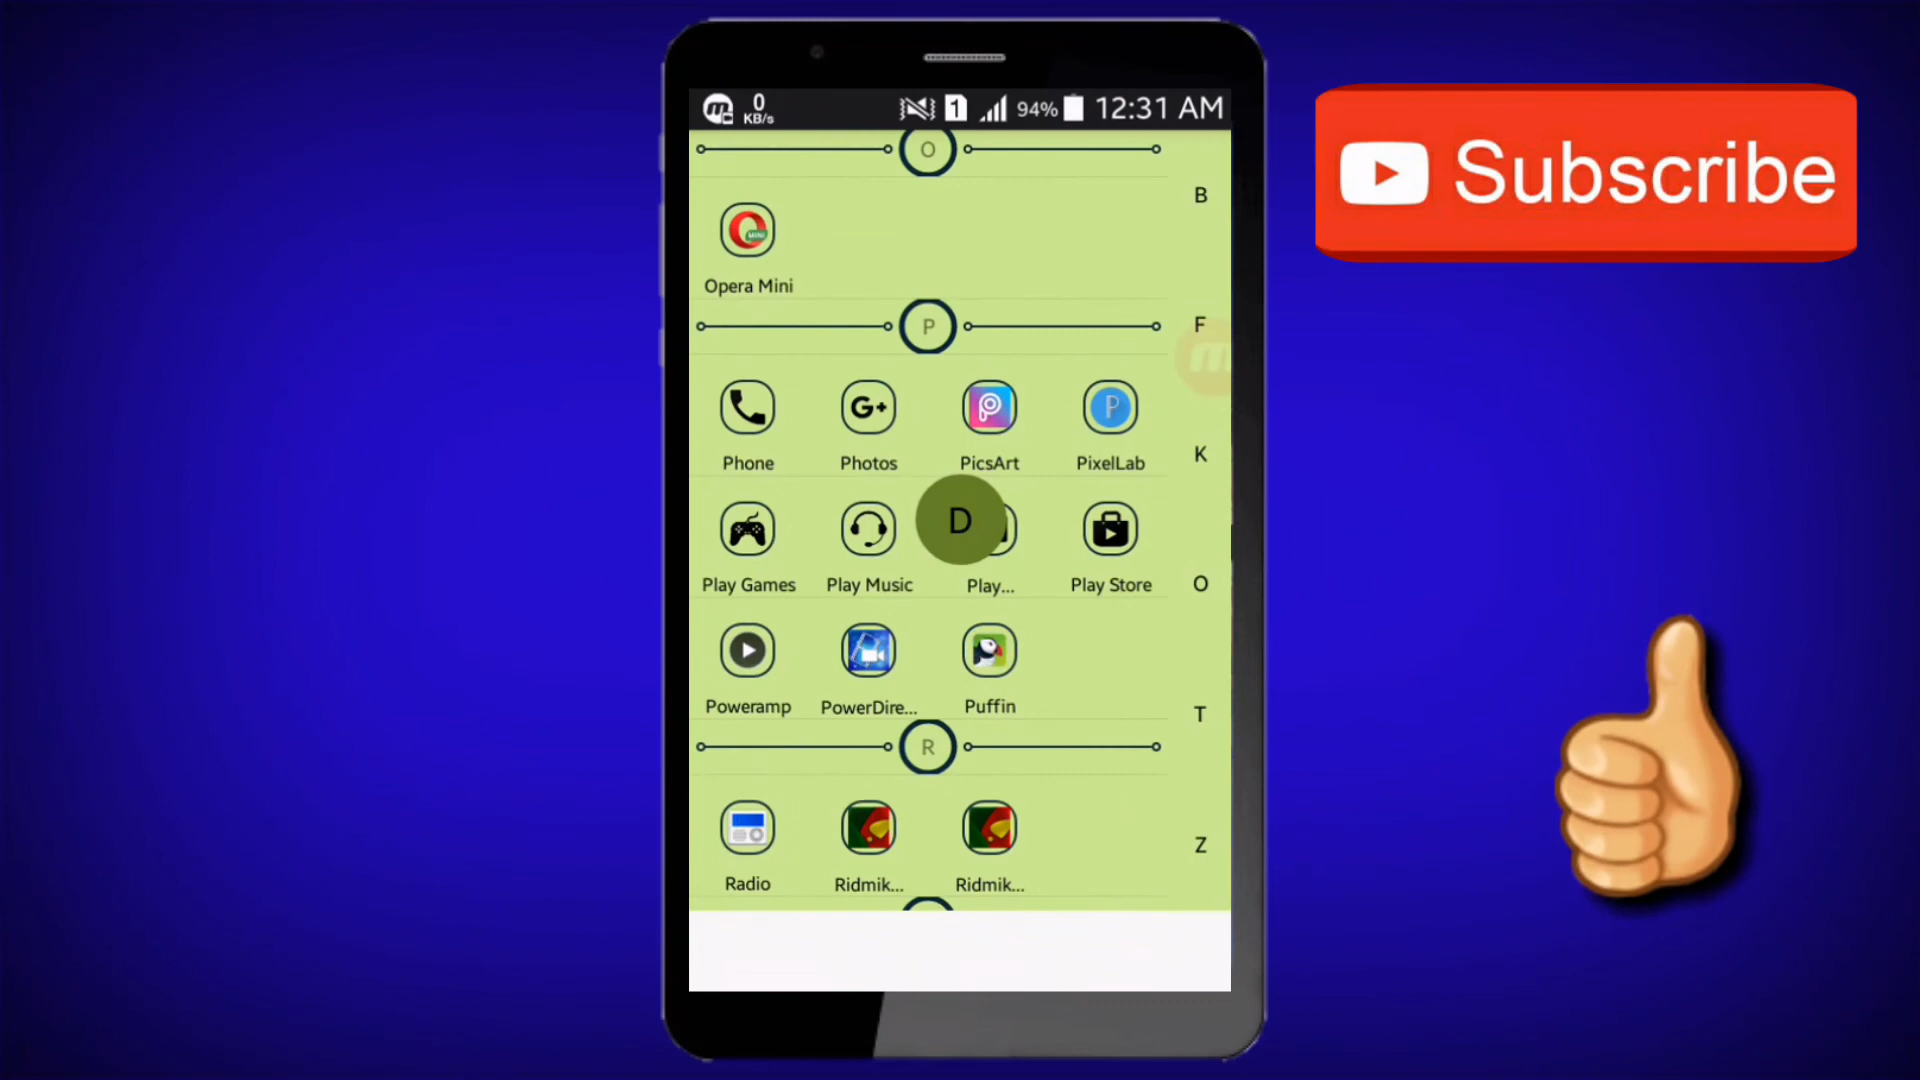 0
KB/s
1
94%
12:31 AM
Subscribe
O
B
MINI
Opera Mini
P
F
G+
P
Phone
Photos
PicsArt
PixelLab
K
D
Play Games
Play Music
Play...
Play Store
O
Poweramp
PowerDire...
Puffin
T
R
Z
Radio
Ridmik...
Ridmik...